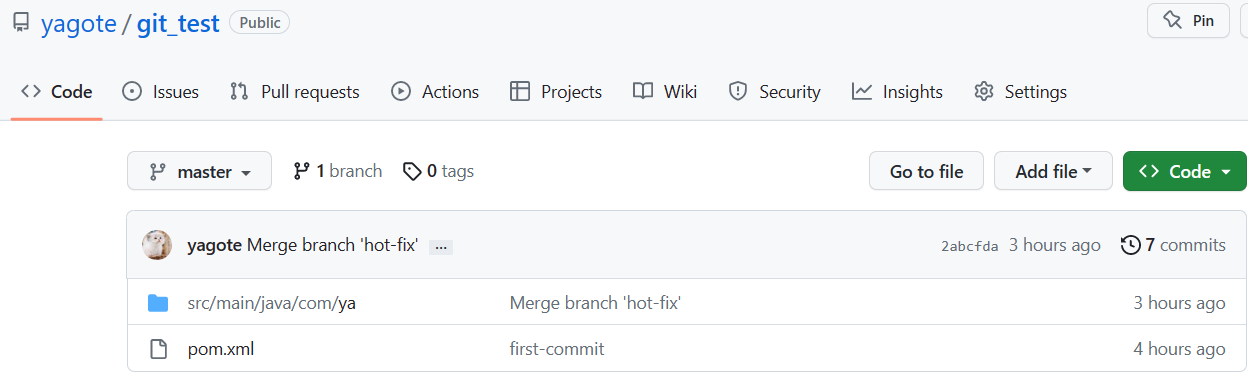 yagote / git_test Public Pin
Code Issues Pull requests Actions Projects Wiki Security Insights Settings
master 1 branch 0 tags Go to file Add file Code
yagote Merge branch 'hot-fix' ... 2abcfda 3 hours ago 7 commits
src/main/java/com/ya Merge branch 'hot-fix' 3 hours ago
pom.xml first-commit 4 hours ago